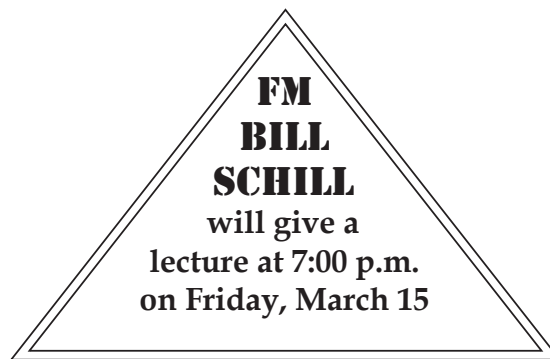 FM
BILL
SCHILL
will give a
lecture at 7:00 p.m.
on Friday, March 15